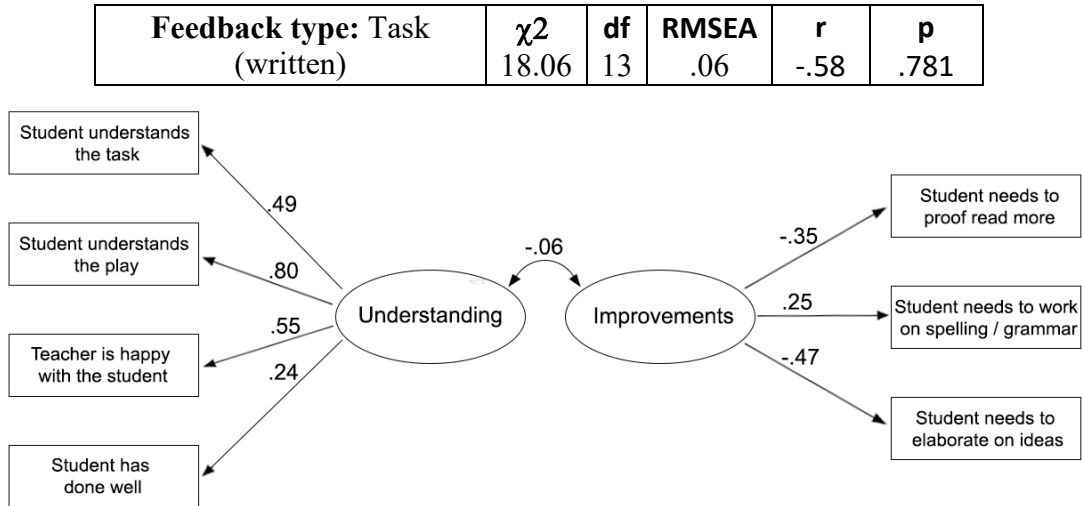 Feedback type: Task
(written)
χ2
18.06
df
13
RMSEA
.06
r
-.58
p
.781
Student understands
the task
.49
Student understands
the play
.80
Teacher is happy
with the student
.55
Student has
done well
.24
Understanding
-.06
Improvements
-.35
Student needs to
proof read more
.25
Student needs to work
on spelling / grammar
-.47
Student needs to
elaborate on ideas